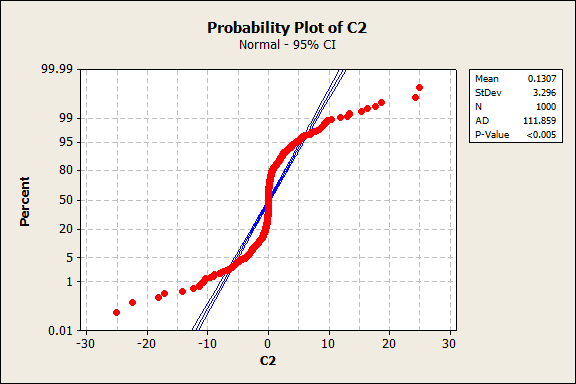 Probability Plot of C2
Normal - 95% CI
99.99
99
95
80
50
20
5
1
0.01
Percent
-30
-20
-10
0
10
20
30
C2
Mean 0.1307
StDev 3.296
N 1000
AD 111.859
P-Value <0.005